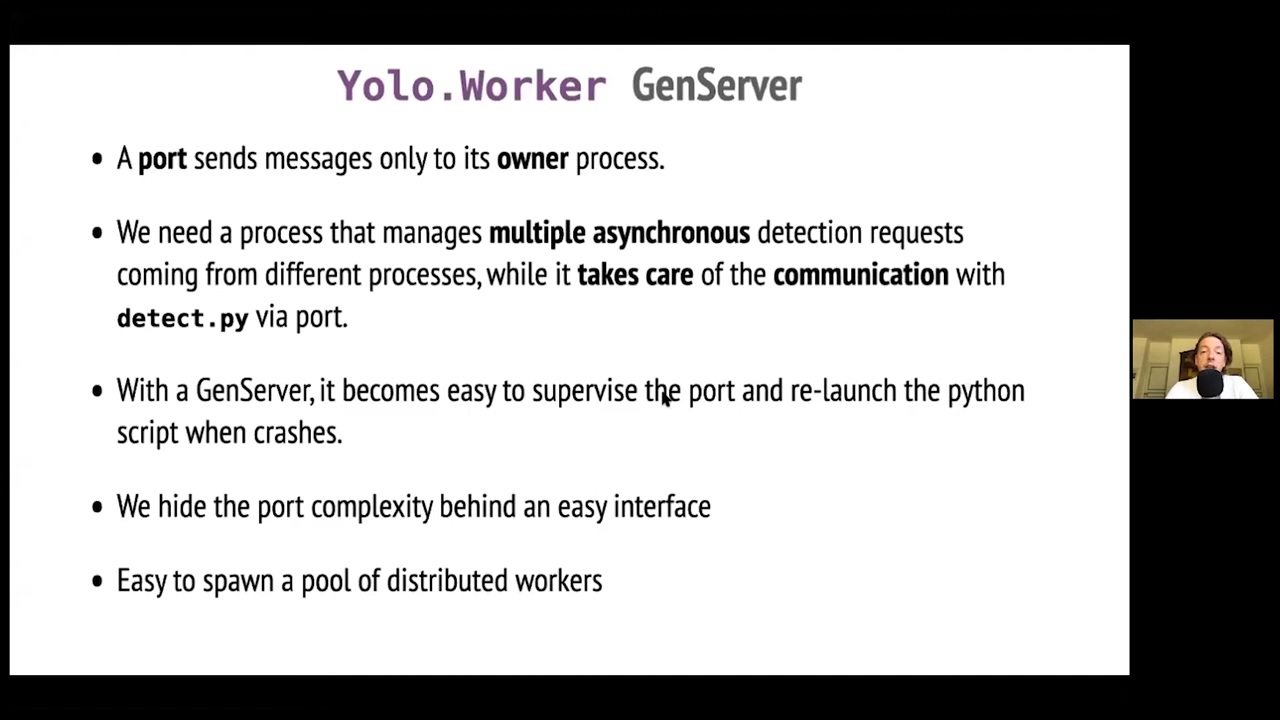 Yolo.Worker GenServer
• A port sends messages only to its owner process.
• We need a process that manages multiple asynchronous detection requests
coming from different processes, while it takes care of the communication with
detect.py via port.
• With a GenServer, it becomes easy to supervise the port and re-launch the python
script when crashes.
• We hide the port complexity behind an easy interface
• Easy to spawn a pool of distributed workers